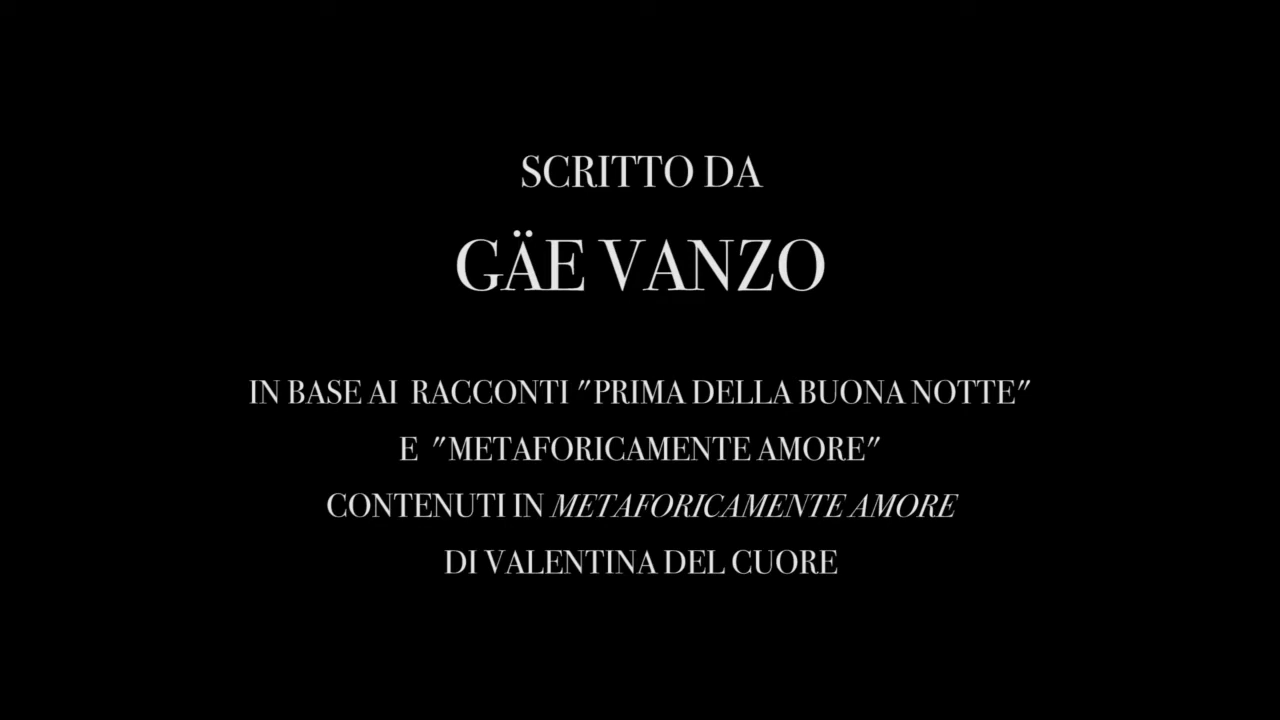 SCRITTO DA
GÄE VANZO
IN BASE AI RACCONTI "PRIMA DELLA BUONA NOTTE"
E "METAFORICAMENTE AMORE"
CONTENUTI IN METAFORICAMENTE AMORE
DI VALENTINA DEL CUORE